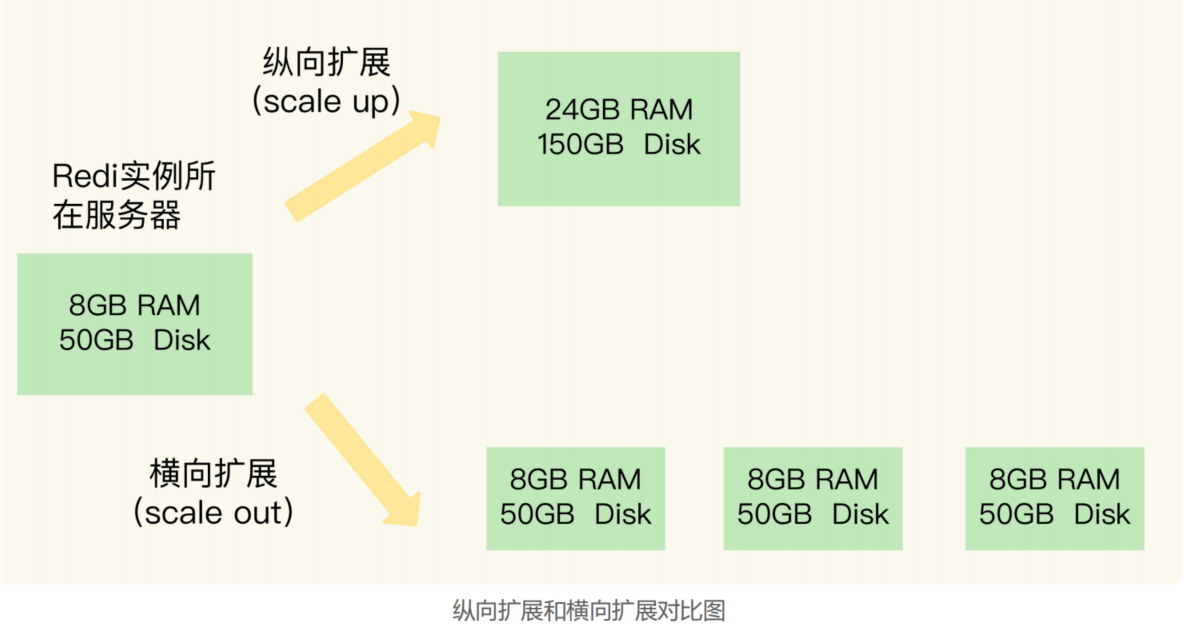 纵向扩展
(scale up)
24GB RAM
150GB Disk
Redi实例所
在服务器
8GB RAM
50GB Disk
横向扩展
(scale out)
8GB RAM
50GB Disk
8GB RAM
50GB Disk
8GB RAM
50GB Disk
纵向扩展和横向扩展对比图